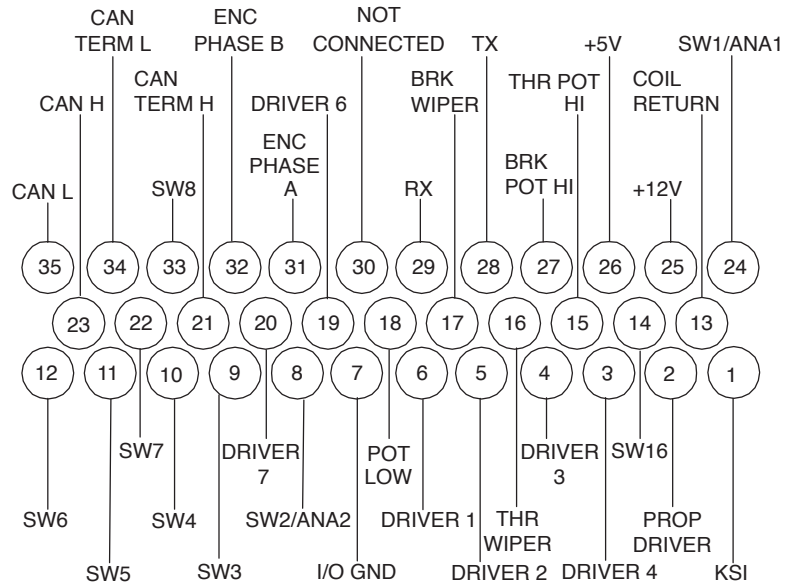 CAN
TERM L
ENC
PHASE B
NOT
CONNECTED
TX
+5V
SW1/ANA1
CAN H
CAN
TERM H
DRIVER 6
BRK
WIPER
THR POT
HI
COIL
RETURN
CAN L
SW8
ENC
PHASE
A
RX
BRK
POT HI
+12V
35 34 33 32 31 30 29 28 27 26 25 24
23 22 21 20 19 18 17 16 15 14 13
12 11 10 9 8 7 6 5 4 3 2 1
SW7
DRIVER
7
POT
LOW
DRIVER
3
SW16
SW6
SW4
SW2/ANA2
DRIVER 1
THR
WIPER
PROP
DRIVER
SW5
SW3
I/O GND
DRIVER 2
DRIVER 4
KSI